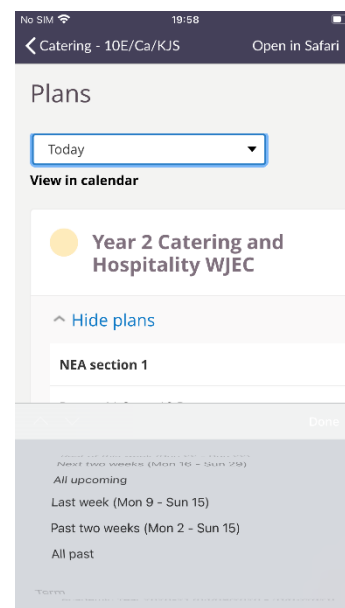 No SIM 19:58
Catering - 10E/Ca/KJS Open in Safari
Plans
Today
View in calendar
Year 2 Catering and
Hospitality WJEC
Hide plans
NEA section 1
Done
Next two weeks (Mon 16 - Sun 29)
All upcoming
Last week (Mon 9 - Sun 15)
Past two weeks (Mon 2 - Sun 15)
All past
Term